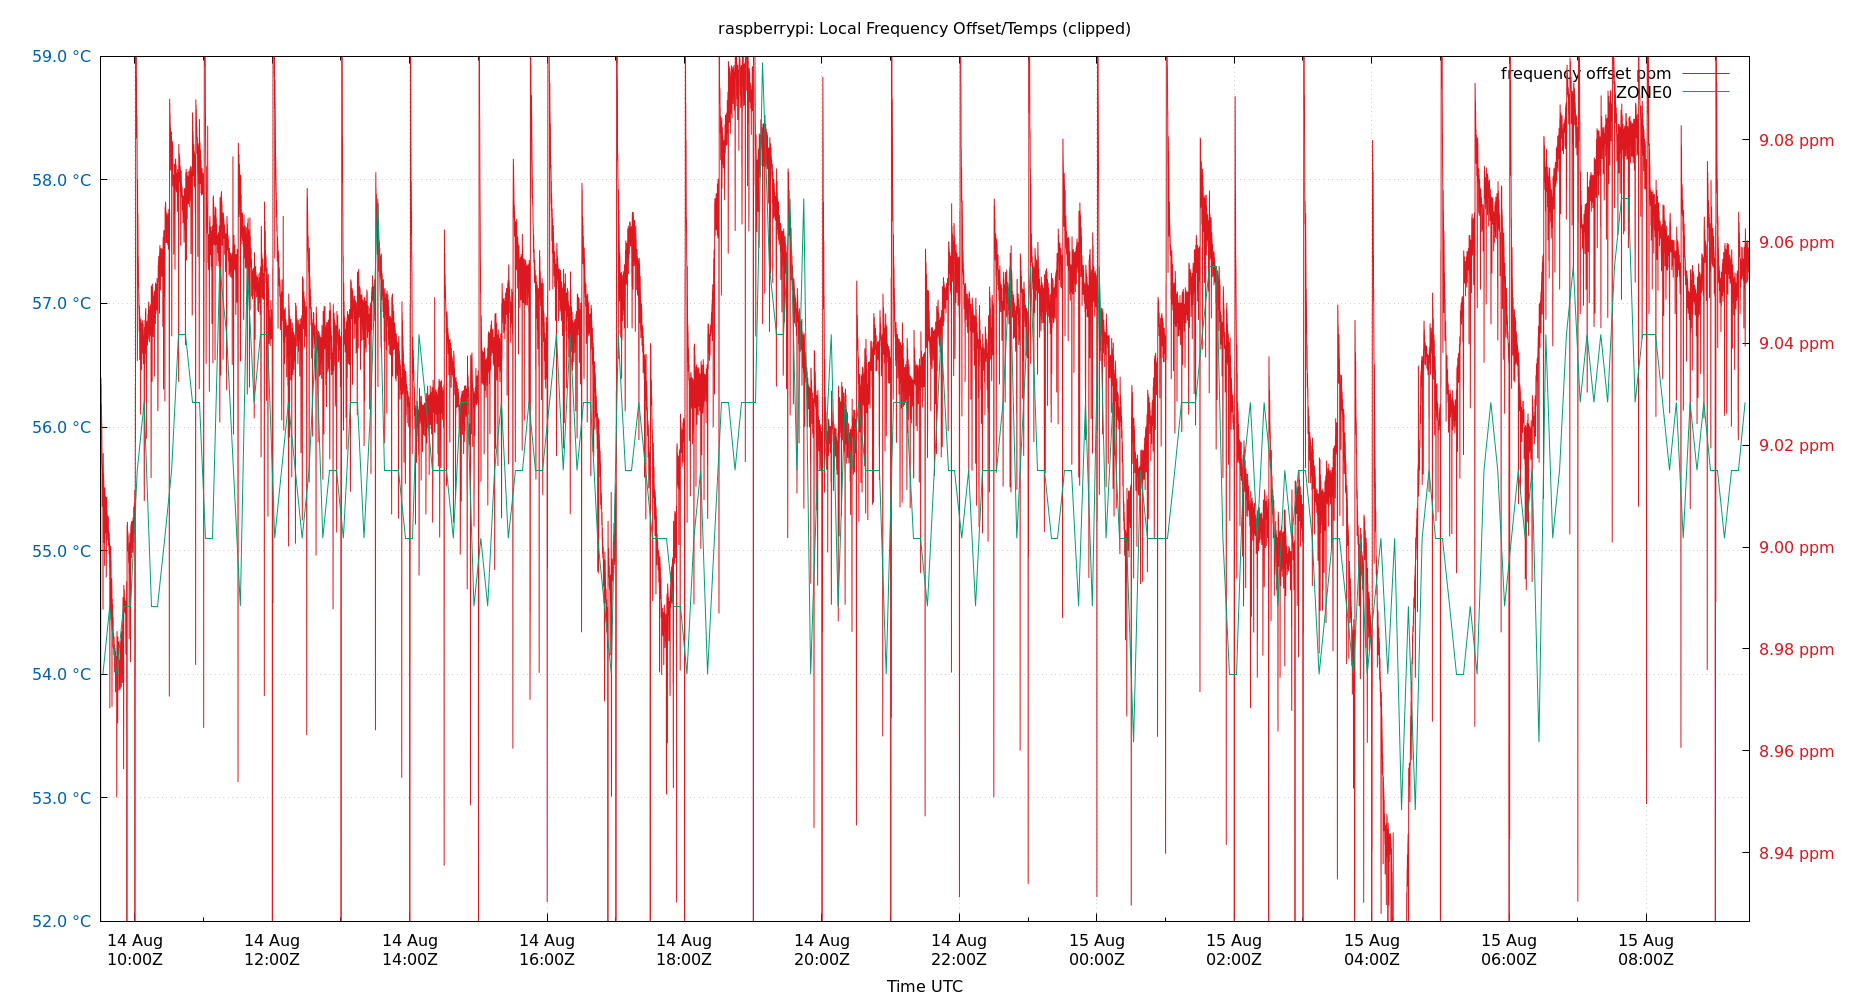 raspberrypi: Local Frequency Offset/Temps (clipped)
59.0 °C
58.0 °C
57.0 °C
56.0 °C
55.0 °C
54.0 °C
53.0 °C
52.0 °C
frequency offset ppm
ZONE0
9.08 ppm
9.06 ppm
9.04 ppm
9.02 ppm
9.00 ppm
8.98 ppm
8.96 ppm
8.94 ppm
14 Aug 14 Aug 14 Aug 14 Aug 14 Aug 14 Aug 14 Aug 15 Aug 15 Aug 15 Aug 15 Aug 15 Aug
10:00Z 12:00Z 14:00Z 16:00Z 18:00Z 20:00Z 22:00Z 00:00Z 02:00Z 04:00Z 06:00Z 08:00Z
Time UTC